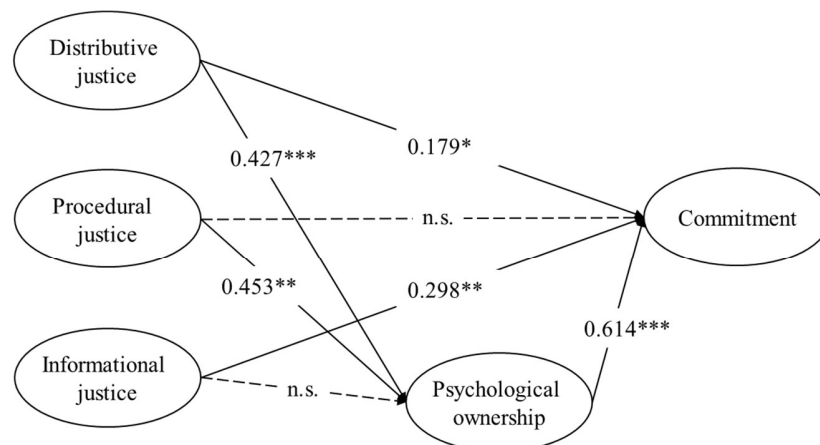 Distributive
justice
0.427***
0.179*
Procedural
justice
n.s.
Commitment
0.453**
0.298**
0.614***
Informational
justice
n.s.
Psychological
ownership